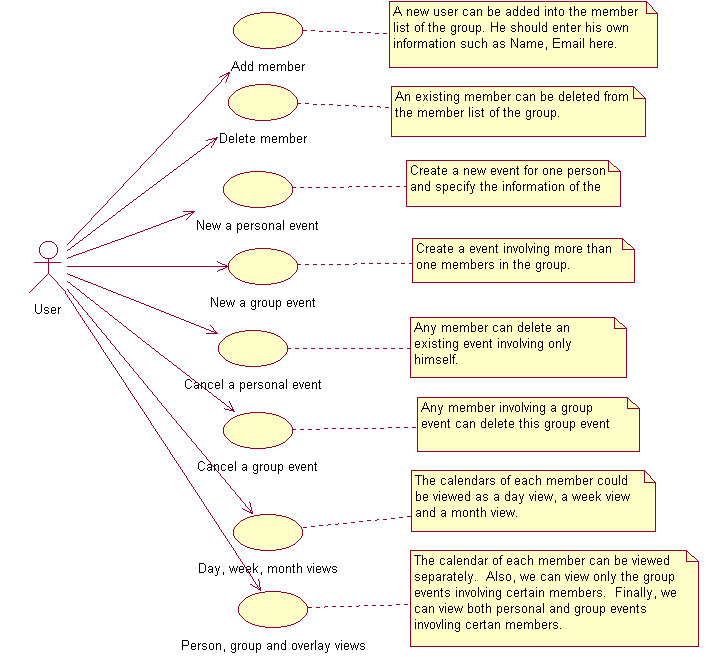 A new user can be added into the member
list of the group. He should enter his own
information such as Name, Email here.
Add member
An existing member can be deleted from
the member list of the group.
Delete member
Create a new event for one person
and specify the information of the
New a personal event
Create a event involving more than
one members in the group.
New a group event
User
Any member can delete an
existing event involving only
himself.
Cancel a personal event
Any member involving a group
event can delete this group event
Cancel a group event
The calendars of each member could
be viewed as a day view, a week view
and a month view.
Day, week, month views
The calendar of each member can be viewed
separately.  Also, we can view only the group
events involving certain members.  Finally, we
can view both personal and group events
invovling certan members.
Person, group and overlay views